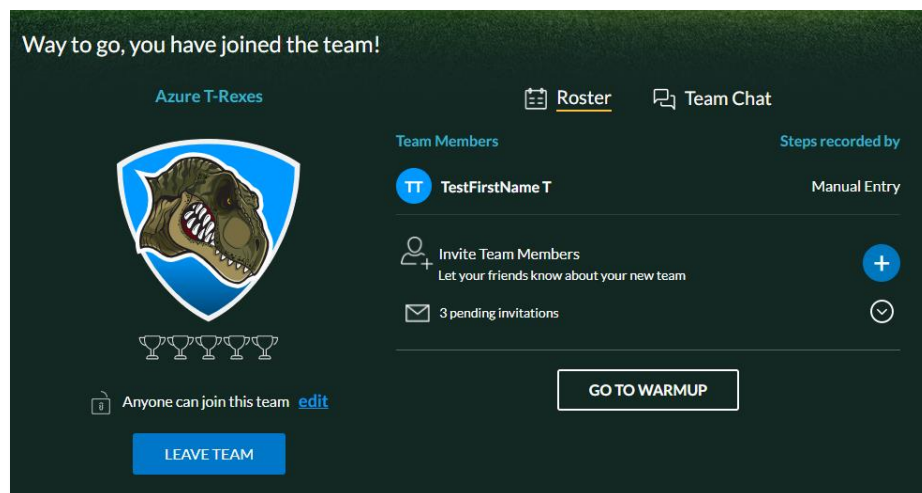 Way to go, you have joined the team!
Azure T-Rexes
Anyone can join this team edit
LEAVE TEAM
Roster
Team Chat
Team Members
Steps recorded by
TT
TestFirstName T
Manual Entry
Invite Team Members
Let your friends know about your new team
3 pending invitations
GO TO WARMUP